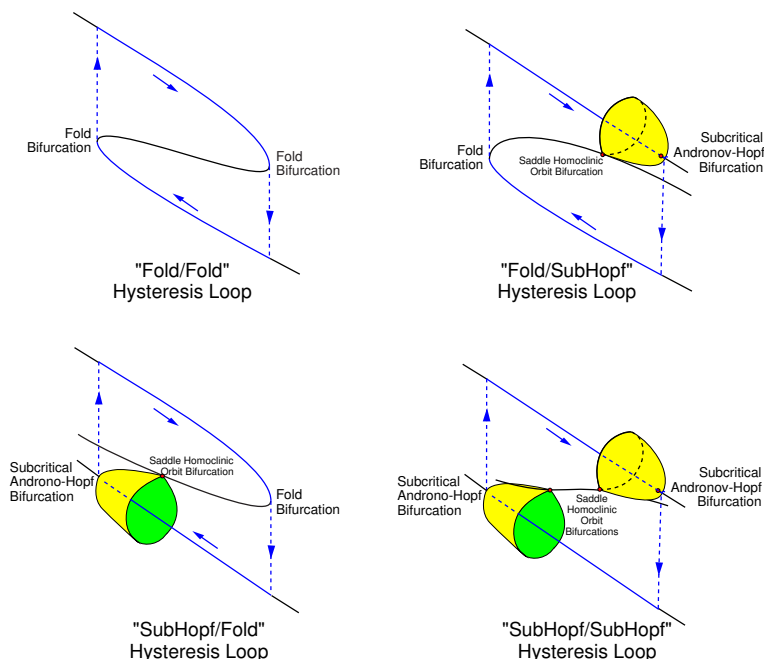 Fold
Bifurcation
Fold
Bifurcation
"Fold/Fold"
Hysteresis Loop
Fold
Bifurcation
Saddle Homoclinic
Orbit Bifurcation
Subcritical
Andronov-Hopf
Bifurcation
"Fold/SubHopf"
Hysteresis Loop
Subcritical
Androno-Hopf
Bifurcation
Saddle Homoclinic
Orbit Bifurcation
Fold
Bifurcation
"SubHopf/Fold"
Hysteresis Loop
Subcritical
Androno-Hopf
Bifurcation
Saddle
Homoclinic
Orbit
Bifurcations
Subcritical
Andronov-Hopf
Bifurcation
"SubHopf/SubHopf"
Hysteresis Loop